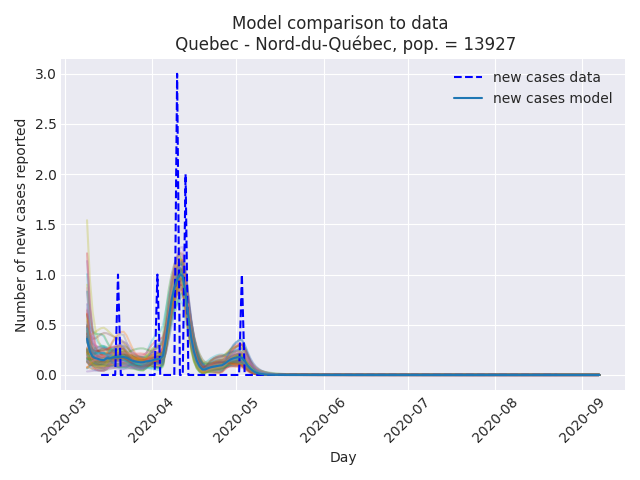 Model comparison to data
Quebec - Nord-du-Québec, pop. = 13927
new cases data
new cases model
Number of new cases reported
3.0
2.5
2.0
1.5
1.0
0.5
0.0
2020-03
2020-04
2020-05
2020-06
2020-07
2020-08
2020-09
Day